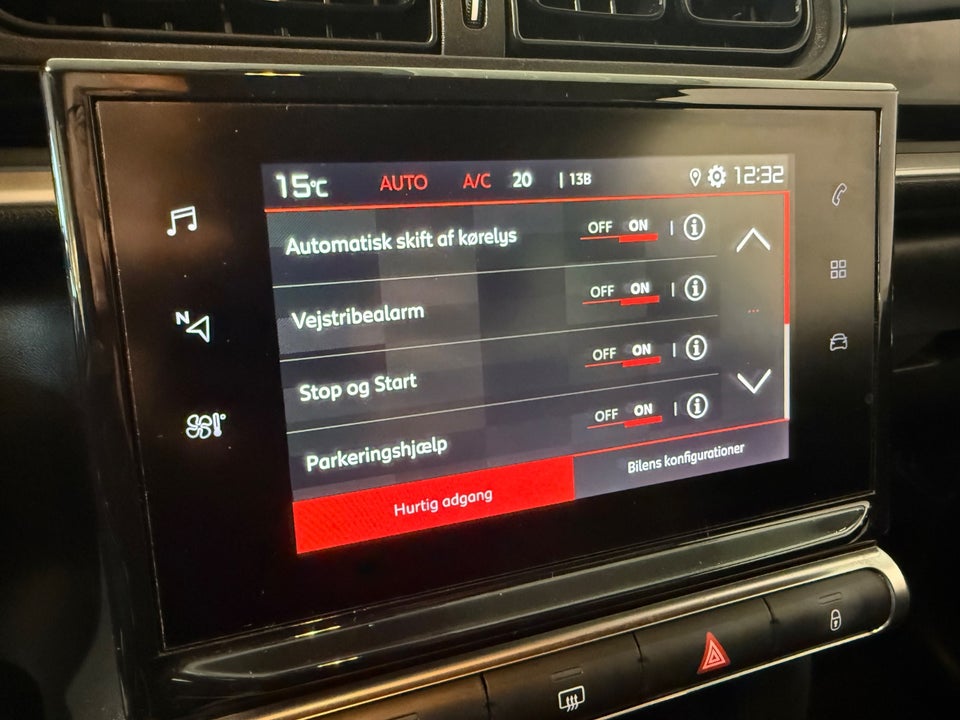 15°C AUTO A/C 20 13B 12:32
Automatisk skift af kørelys OFF ON
Vejstribealarm OFF ON
N
Stop og Start OFF ON
Parkeringshjælp OFF ON
Hurtig adgang Bilens konfigurationer